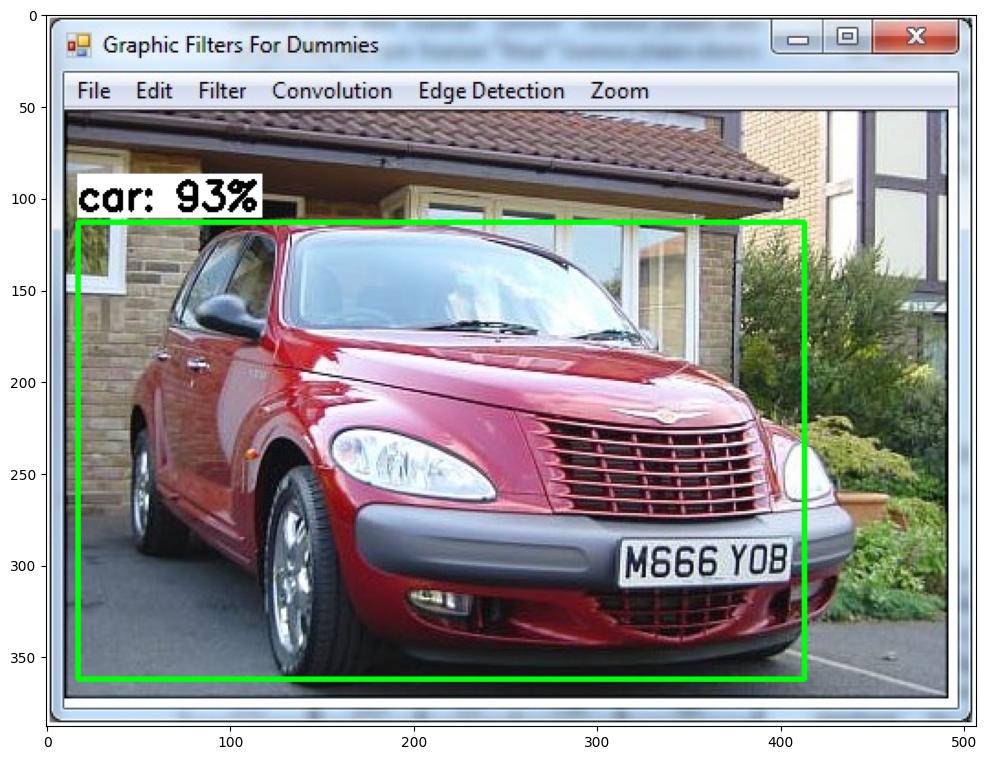 Graphic Filters For Dummies
File Edit Filter Convolution Edge Detection Zoom
car: 93%
M666 YOB
0
50
100
150
200
250
300
350
0 100 200 300 400 500